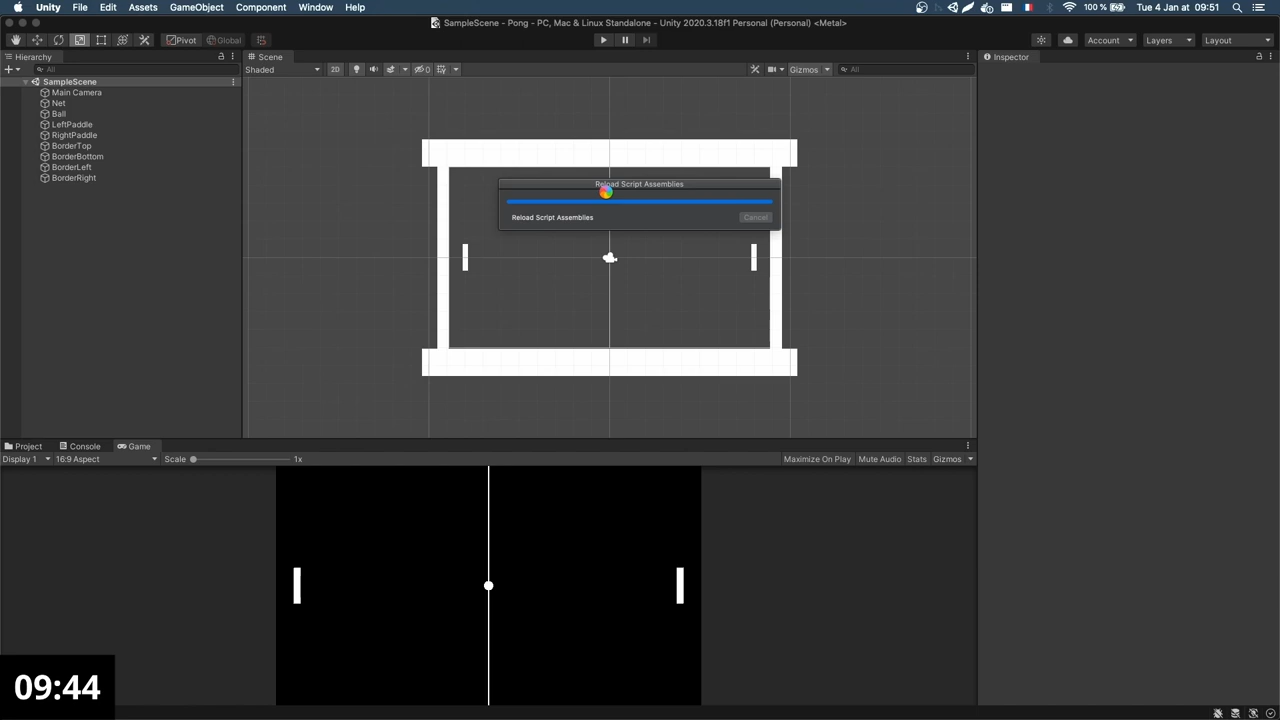 Unity File Edit Assets GameObject Component Window Help 100 % Tue 4 Jan at 09:51
SampleScene - Pong - PC, Mac & Linux Standalone - Unity 2020.3.18f1 Personal (Personal) <Metal>
Pivot Global Account Layers Layout
Hierarchy Scene Inspector
All Shaded 2D 0 Gizmos All
SampleScene
Main Camera
Net
Ball
LeftPaddle
RightPaddle
BorderTop
BorderBottom
BorderLeft
BorderRight
Reload Script Assemblies
Reload Script Assemblies Cancel
Project Console Game
Display 1 16:9 Aspect Scale 1x Maximize On Play Mute Audio Stats Gizmos
09:44